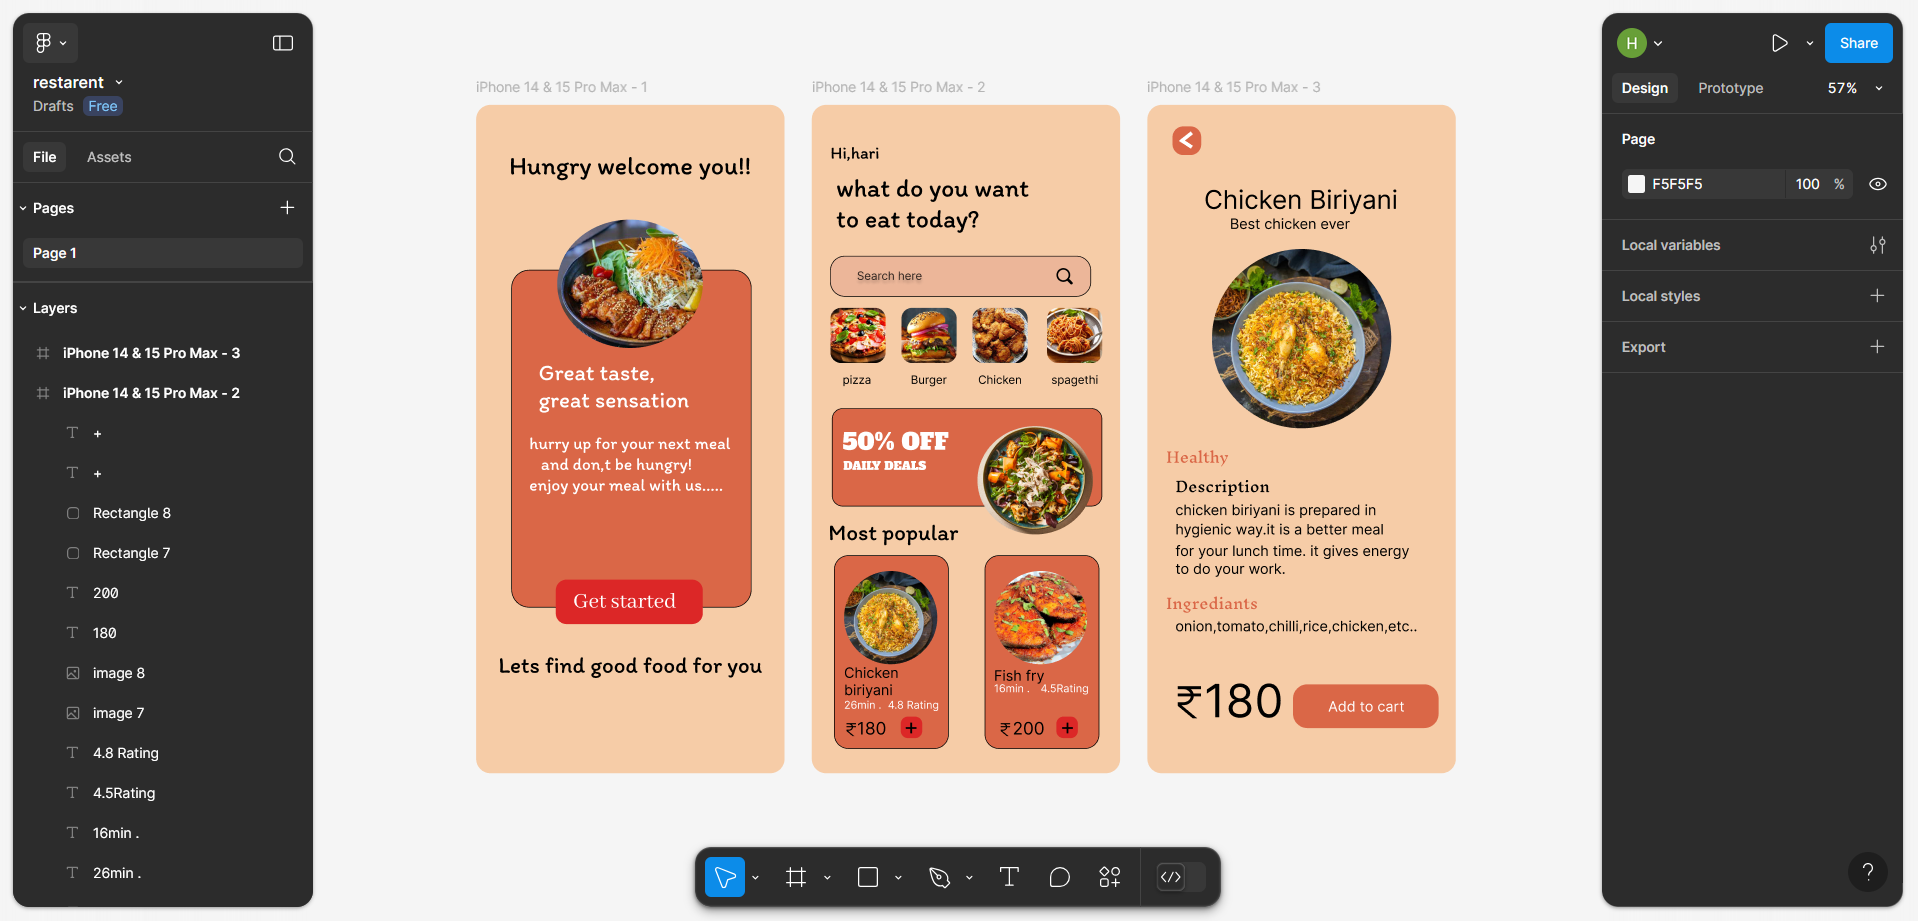 restarent
Drafts Free
File Assets
Pages
Page 1
Layers
iPhone 14 & 15 Pro Max - 3
iPhone 14 & 15 Pro Max - 2
+
+
Rectangle 8
Rectangle 7
200
180
image 8
image 7
4.8 Rating
4.5Rating
16min .
26min .
iPhone 14 & 15 Pro Max - 1
Hungry welcome you!!
Great taste,
great sensation
hurry up for your next meal
and don,t be hungry!
enjoy your meal with us.....
Get started
Lets find good food for you
iPhone 14 & 15 Pro Max - 2
Hi,hari
what do you want
to eat today?
Search here
pizza Burger Chicken spagethi
50% OFF
DAILY DEALS
Most popular
Chicken
biriyani
26min . 4.8 Rating
₹180 +
Fish fry
16min . 4.5Rating
₹200 +
iPhone 14 & 15 Pro Max - 3
Chicken Biriyani
Best chicken ever
Healthy
Description
chicken biriyani is prepared in
hygienic way.it is a better meal
for your lunch time. it gives energy
to do your work.
Ingrediants
onion,tomato,chilli,rice,chicken,etc..
₹180 Add to cart
H Share
Design Prototype 57%
Page
F5F5F5 100 %
Local variables
Local styles
Export
?